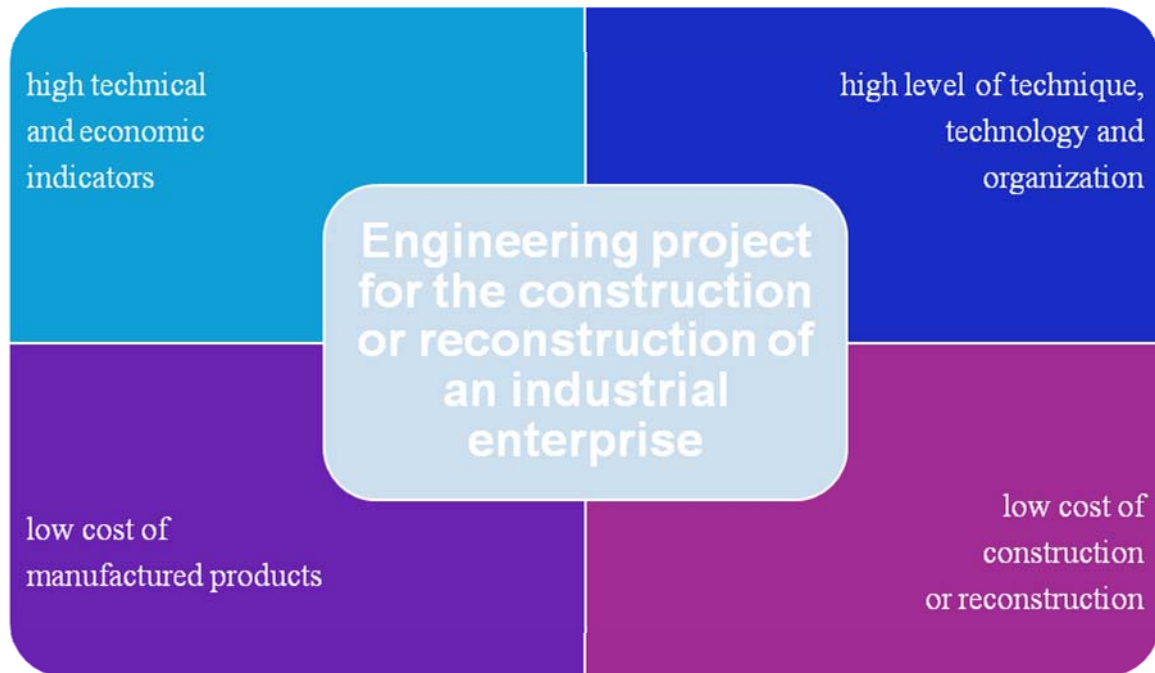 high technical
and economic
indicators
high level of technique,
technology and
organization
Engineering project
for the construction
or reconstruction of
an industrial
enterprise
low cost of
manufactured products
low cost of
construction
or reconstruction